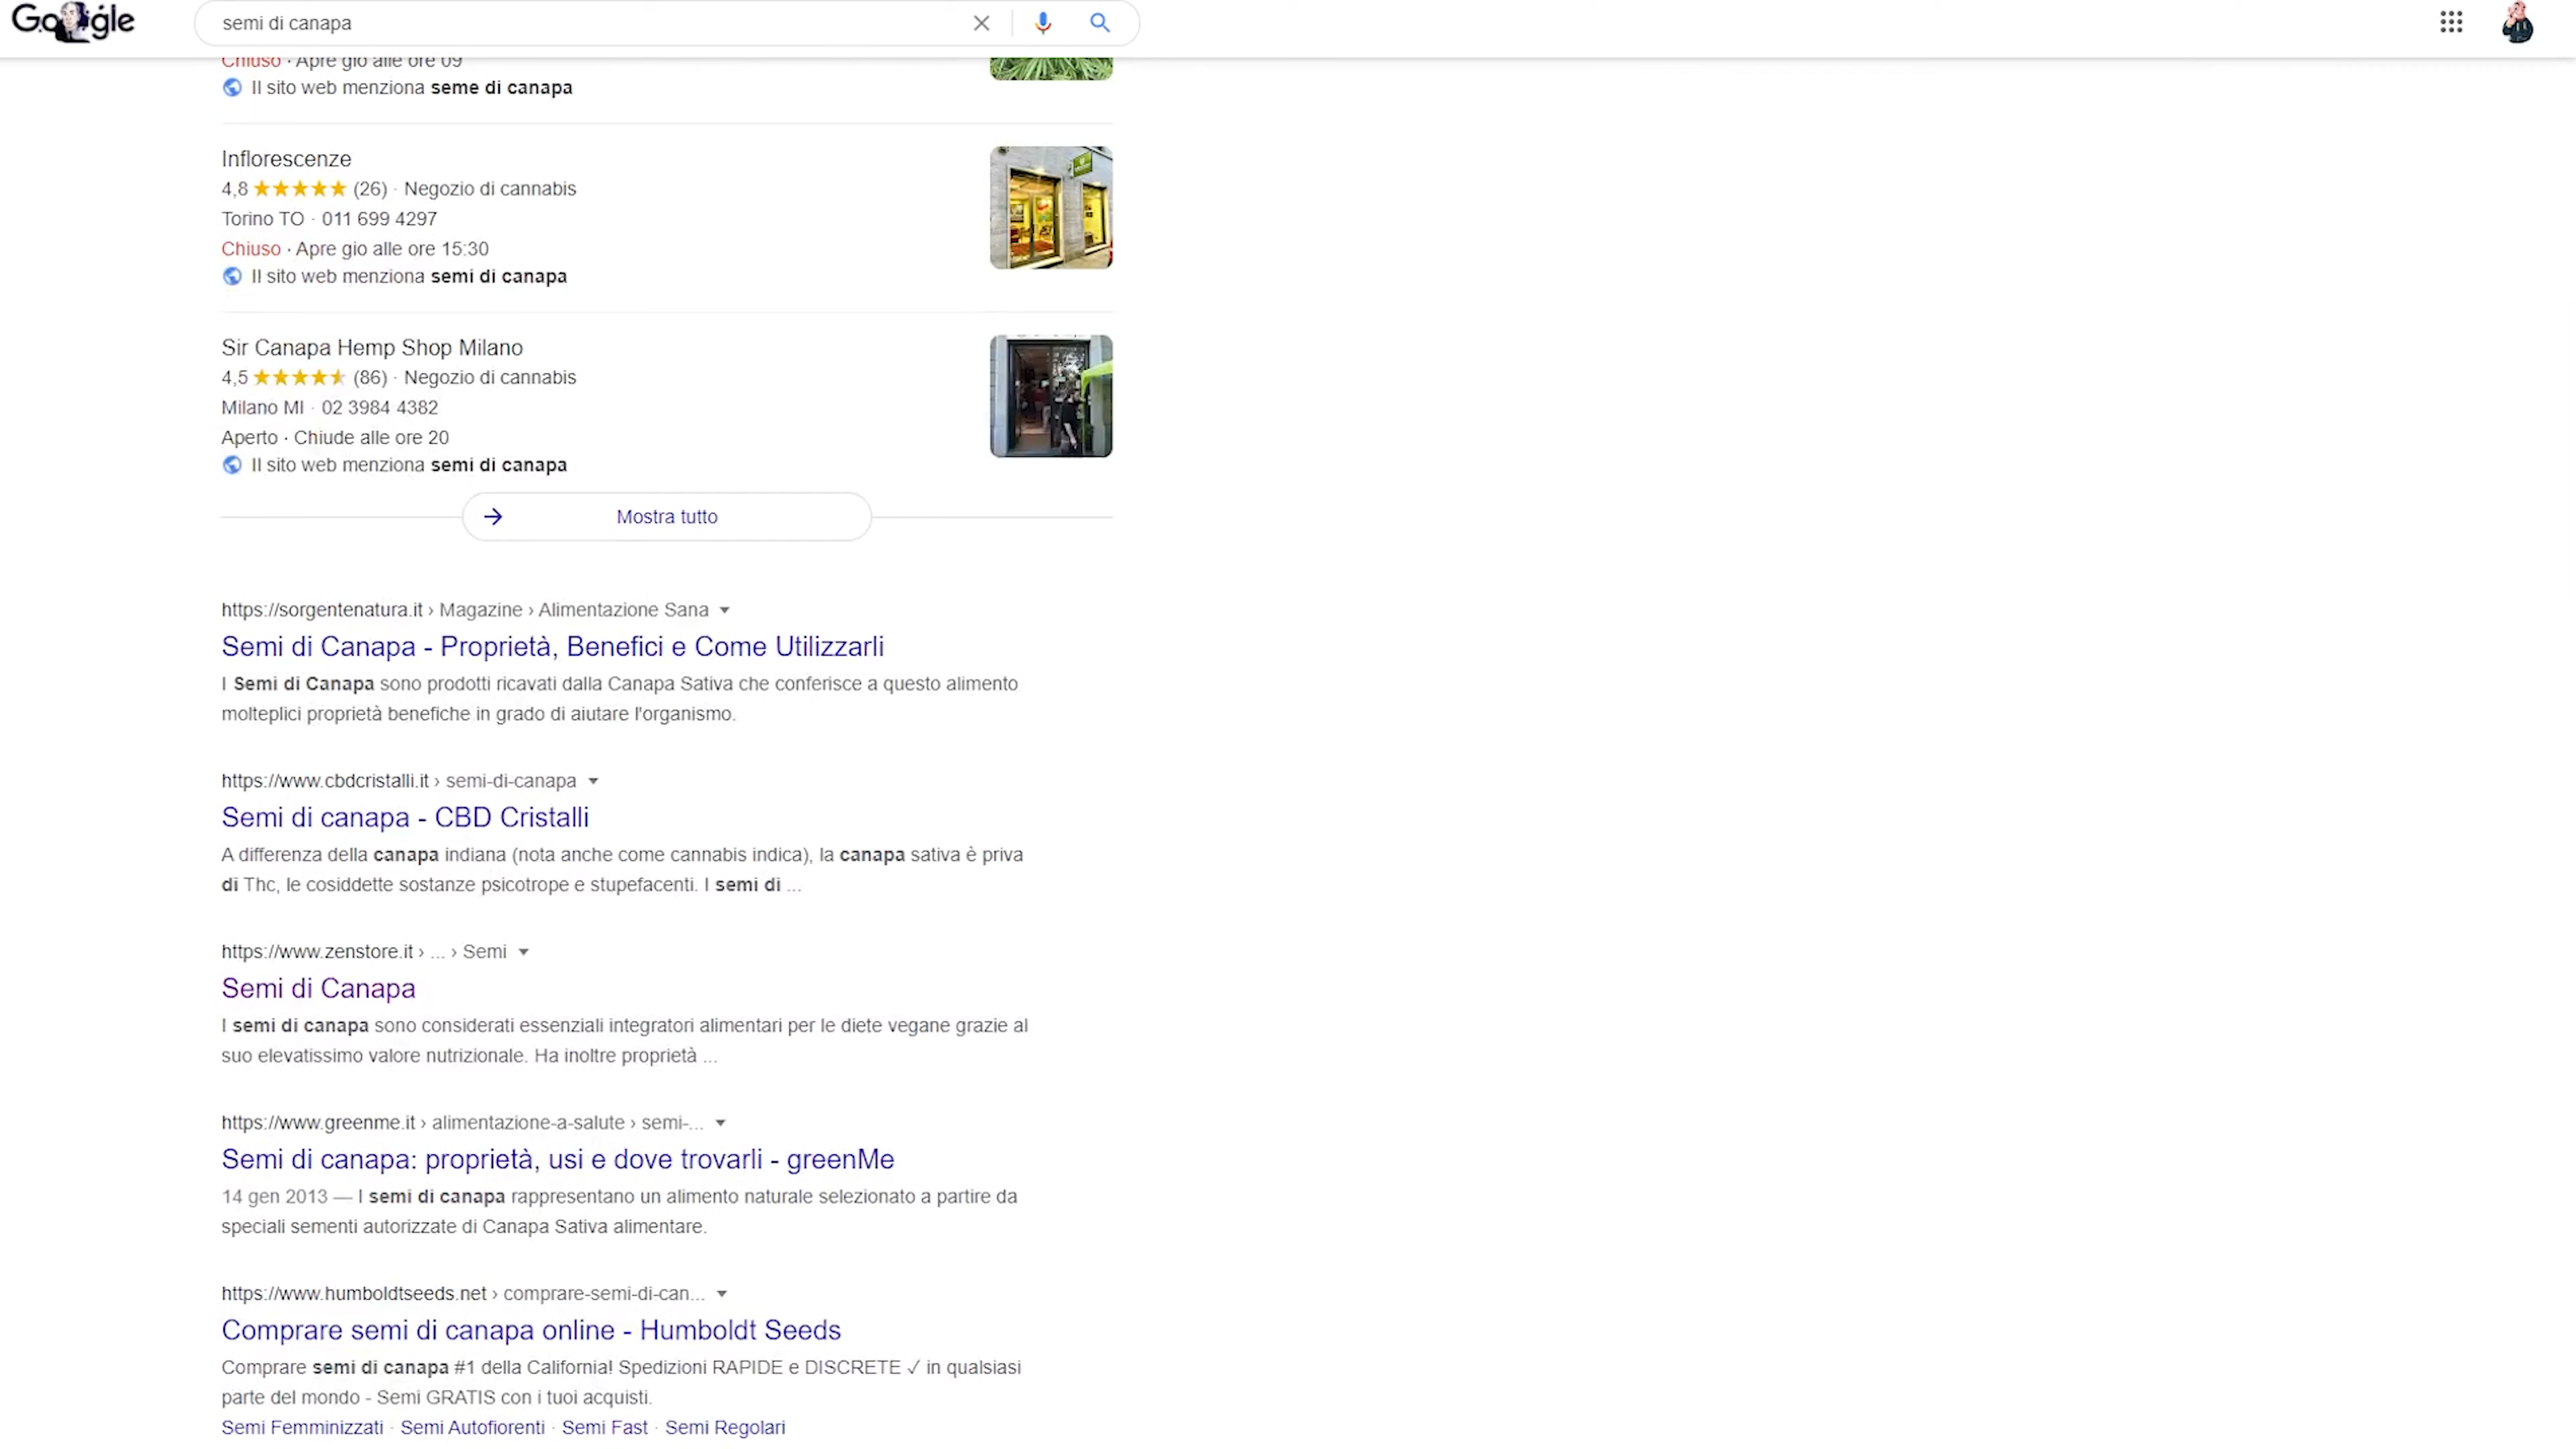 Google
semi di canapa
Chiuso · Apre gio alle ore 09
Il sito web menziona seme di canapa
Inflorescenze
4,8 (26) · Negozio di cannabis
Torino TO · 011 699 4297
Chiuso · Apre gio alle ore 15:30
Il sito web menziona semi di canapa
Sir Canapa Hemp Shop Milano
4,5 (86) · Negozio di cannabis
Milano MI · 02 3984 4382
Aperto · Chiude alle ore 20
Il sito web menziona semi di canapa
Mostra tutto
https://sorgentenatura.it › Magazine › Alimentazione Sana
Semi di Canapa - Proprietà, Benefici e Come Utilizzarli
I Semi di Canapa sono prodotti ricavati dalla Canapa Sativa che conferisce a questo alimento
molteplici proprietà benefiche in grado di aiutare l'organismo.
https://www.cbdcristalli.it › semi-di-canapa
Semi di canapa - CBD Cristalli
A differenza della canapa indiana (nota anche come cannabis indica), la canapa sativa è priva
di Thc, le cosiddette sostanze psicotrope e stupefacenti. I semi di ...
https://www.zenstore.it › ... › Semi
Semi di Canapa
I semi di canapa sono considerati essenziali integratori alimentari per le diete vegane grazie al
suo elevatissimo valore nutrizionale. Ha inoltre proprietà ...
https://www.greenme.it › alimentazione-a-salute › semi-...
Semi di canapa: proprietà, usi e dove trovarli - greenMe
14 gen 2013 — I semi di canapa rappresentano un alimento naturale selezionato a partire da
speciali sementi autorizzate di Canapa Sativa alimentare.
https://www.humboldtseeds.net › comprare-semi-di-can...
Comprare semi di canapa online - Humboldt Seeds
Comprare semi di canapa #1 della California! Spedizioni RAPIDE e DISCRETE ✓ in qualsiasi
parte del mondo - Semi GRATIS con i tuoi acquisti.
Semi Femminizzati · Semi Autofiorenti · Semi Fast · Semi Regolari